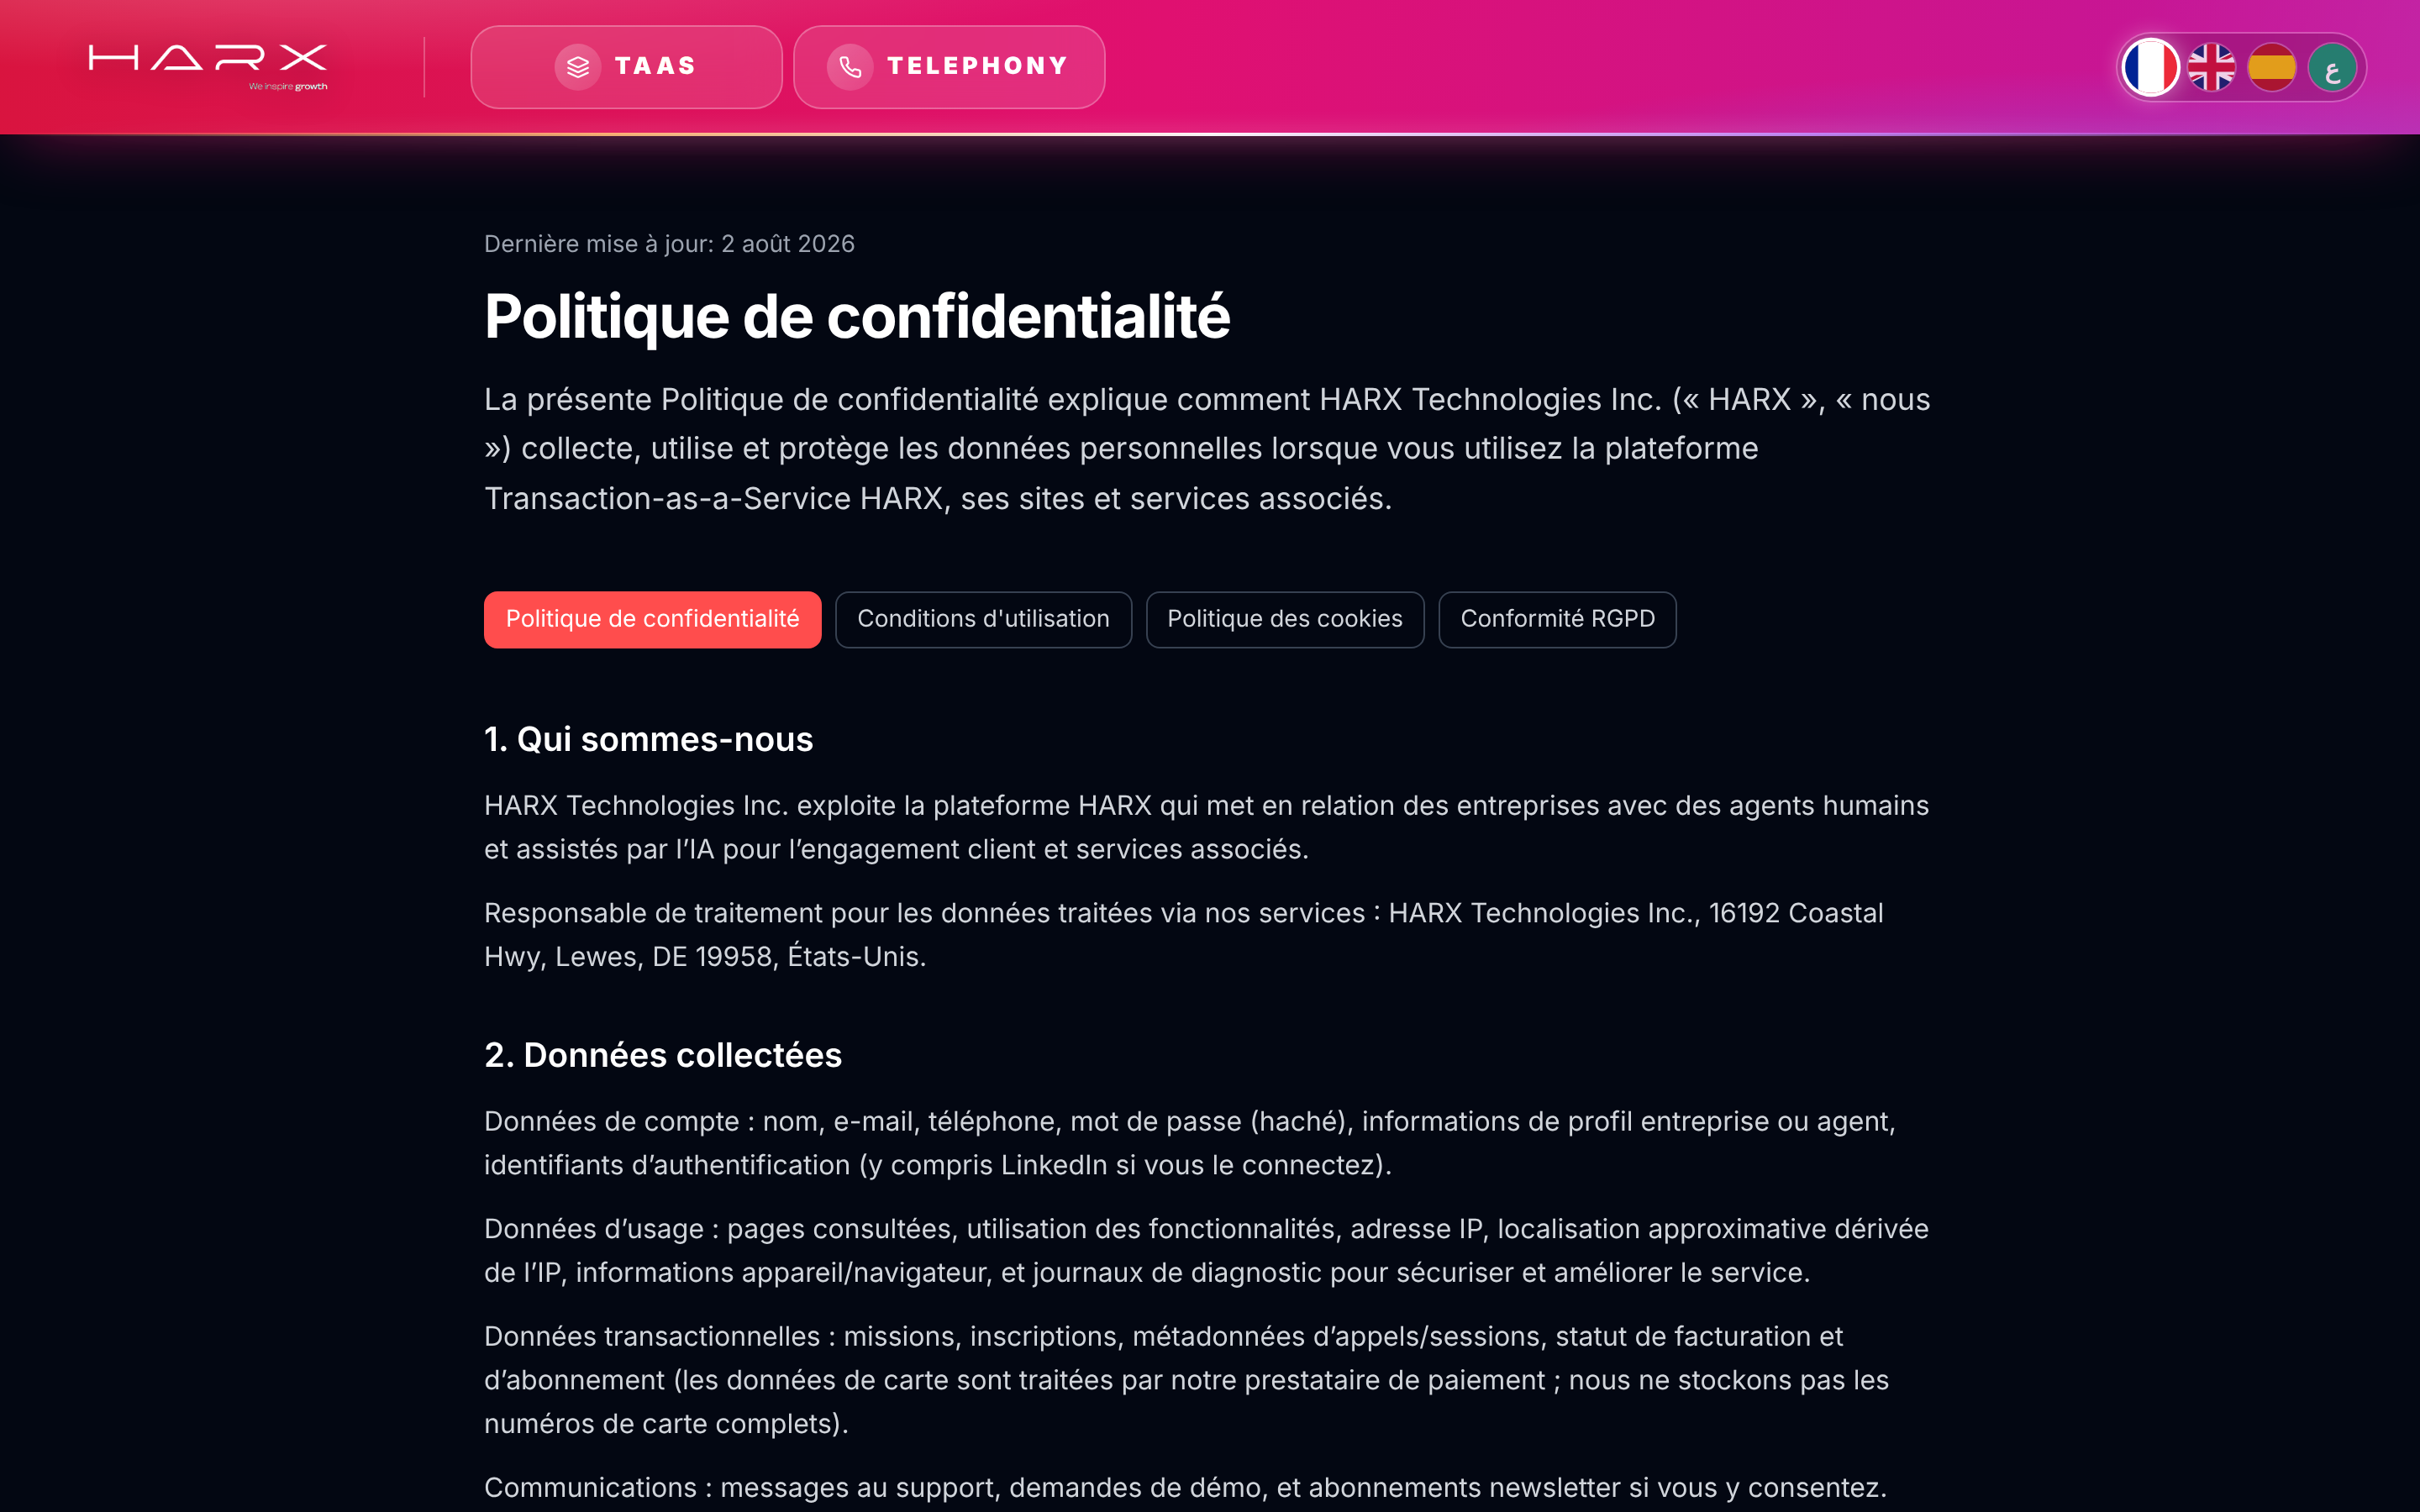 HARX
We inspire growth
TAAS
TELEPHONY
ع
Dernière mise à jour: 2 août 2026
Politique de confidentialité
La présente Politique de confidentialité explique comment HARX Technologies Inc. (« HARX », « nous
») collecte, utilise et protège les données personnelles lorsque vous utilisez la plateforme
Transaction-as-a-Service HARX, ses sites et services associés.
Politique de confidentialité
Conditions d'utilisation
Politique des cookies
Conformité RGPD
1. Qui sommes-nous
HARX Technologies Inc. exploite la plateforme HARX qui met en relation des entreprises avec des agents humains
et assistés par l’IA pour l’engagement client et services associés.
Responsable de traitement pour les données traitées via nos services : HARX Technologies Inc., 16192 Coastal
Hwy, Lewes, DE 19958, États-Unis.
2. Données collectées
Données de compte : nom, e-mail, téléphone, mot de passe (haché), informations de profil entreprise ou agent,
identifiants d’authentification (y compris LinkedIn si vous le connectez).
Données d’usage : pages consultées, utilisation des fonctionnalités, adresse IP, localisation approximative dérivée
de l’IP, informations appareil/navigateur, et journaux de diagnostic pour sécuriser et améliorer le service.
Données transactionnelles : missions, inscriptions, métadonnées d’appels/sessions, statut de facturation et
d’abonnement (les données de carte sont traitées par notre prestataire de paiement ; nous ne stockons pas les
numéros de carte complets).
Communications : messages au support, demandes de démo, et abonnements newsletter si vous y consentez.